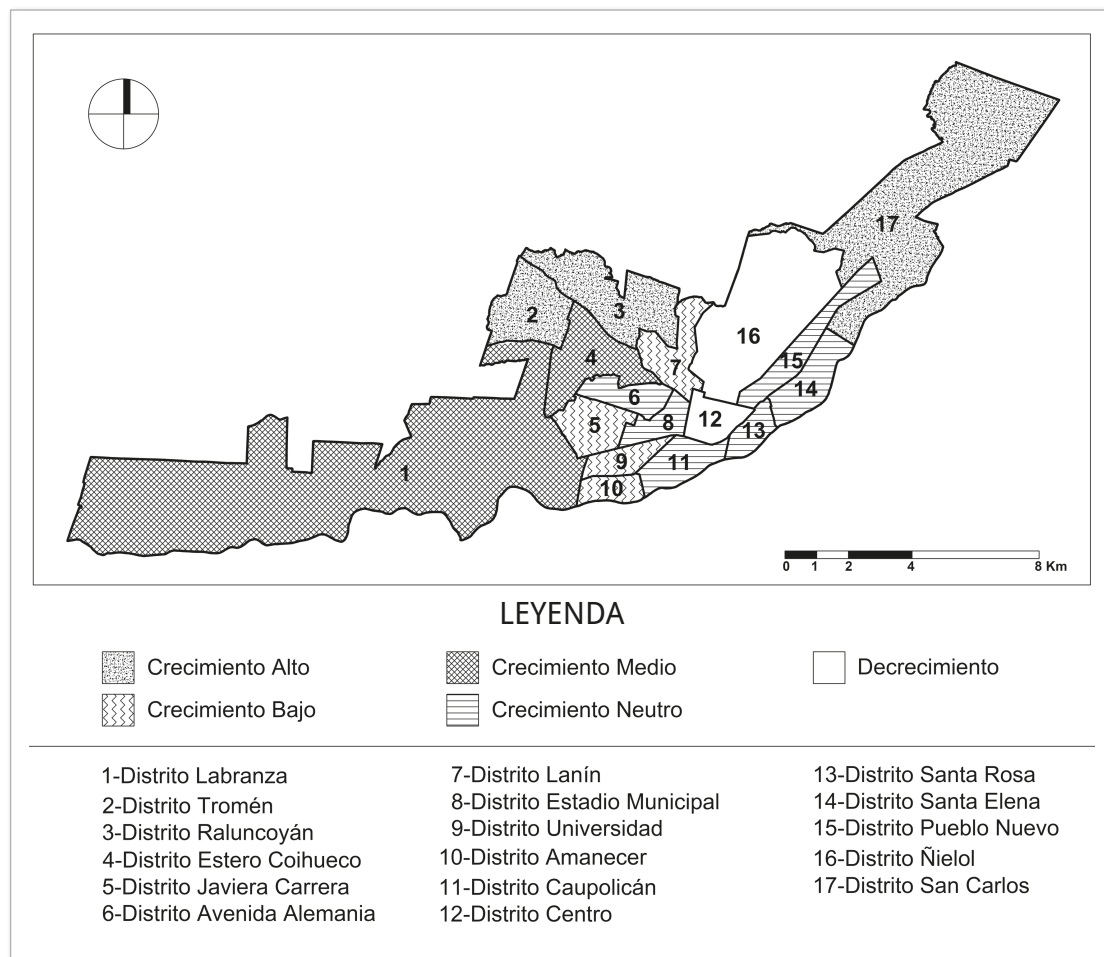 17
2
3
16
4
7
15
14
6
12
5
8
13
9
11
1
10
0 1 2 4 8 Km
LEYENDA
Crecimiento Alto
Crecimiento Medio
Decrecimiento
Crecimiento Bajo
Crecimiento Neutro
1-Distrito Labranza
2-Distrito Tromén
3-Distrito Raluncoyán
4-Distrito Estero Coihueco
5-Distrito Javiera Carrera
6-Distrito Avenida Alemania
7-Distrito Lanín
8-Distrito Estadio Municipal
9-Distrito Universidad
10-Distrito Amanecer
11-Distrito Caupolicán
12-Distrito Centro
13-Distrito Santa Rosa
14-Distrito Santa Elena
15-Distrito Pueblo Nuevo
16-Distrito Ñielol
17-Distrito San Carlos